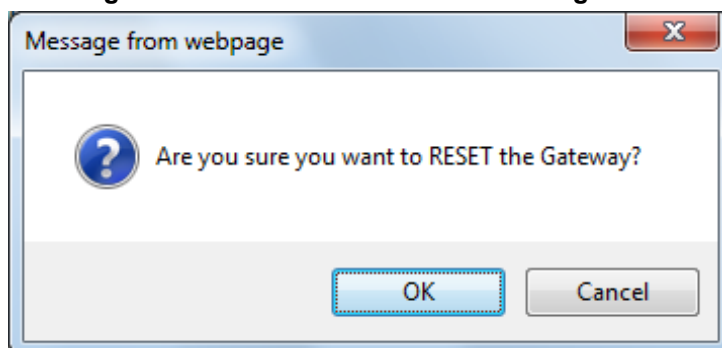 Message from webpage
x
?
Are you sure you want to RESET the Gateway?
OK
Cancel